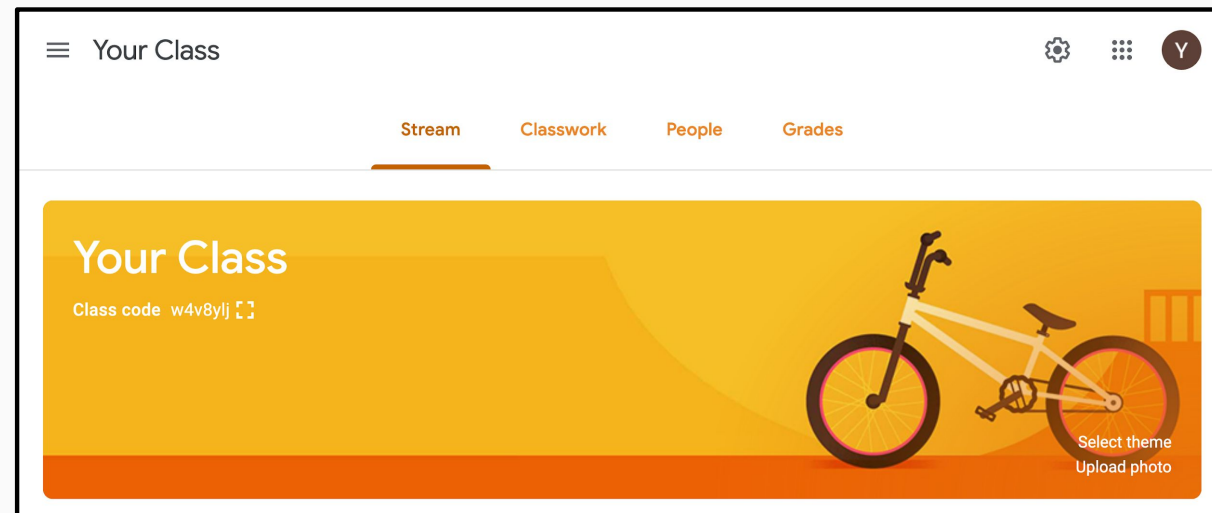 Your Class
Y
Stream Classwork People Grades
Your Class
Class code w4v8ylj
Select theme
Upload photo